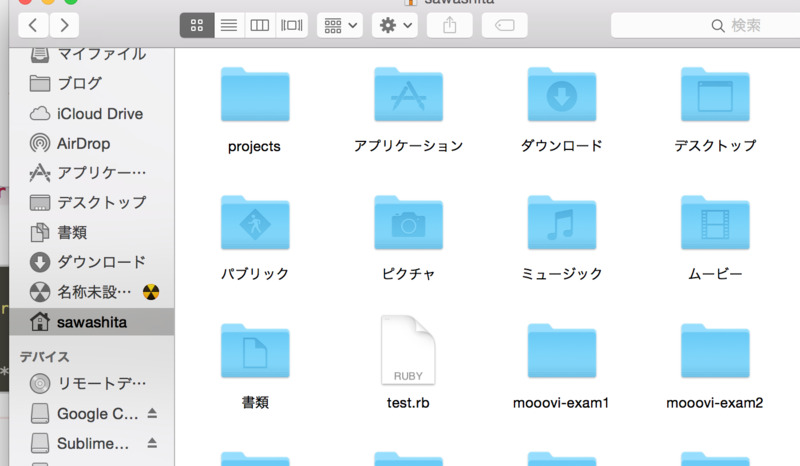 sawashita
検索
マイファイル
ブログ
iCloud Drive
AirDrop
アプリケー…
デスクトップ
書類
ダウンロード
名称未設…
sawashita
デバイス
リモートデ…
Google C…
Sublime…
projects
アプリケーション
ダウンロード
デスクトップ
パブリック
ピクチャ
ミュージック
ムービー
書類
RUBY
test.rb
mooovi-exam1
mooovi-exam2
r
r
*